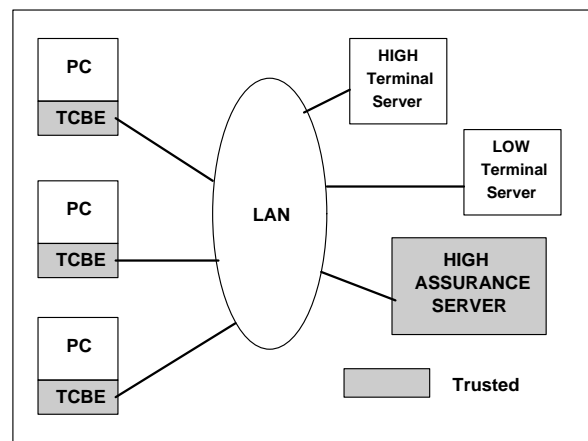 PC
TCBE
PC
TCBE
PC
TCBE
LAN
HIGH
Terminal
Server
LOW
Terminal
Server
HIGH
ASSURANCE
SERVER
Trusted